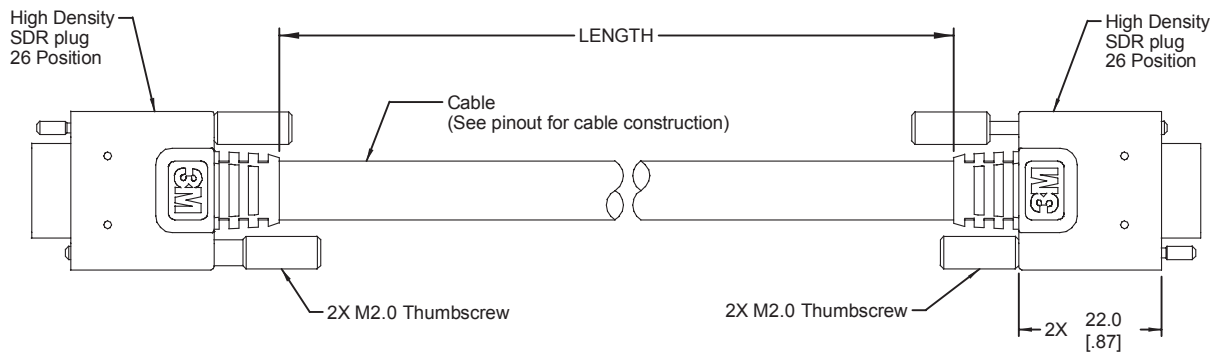 High Density
SDR plug
26 Position
LENGTH
High Density
SDR plug
26 Position
Cable
(See pinout for cable construction)
3M
3M
2X M2.0 Thumbscrew
2X M2.0 Thumbscrew
2X 22.0
[.87]